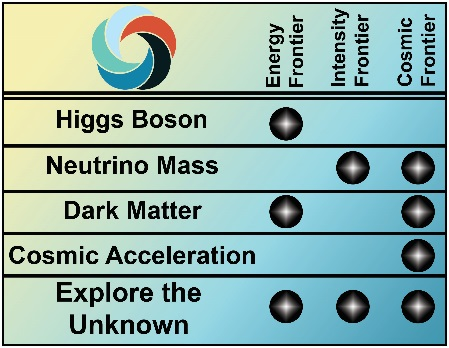 Energy
Frontier
Intensity
Frontier
Cosmic
Frontier
Higgs Boson
Neutrino Mass
Dark Matter
Cosmic Acceleration
Explore the
Unknown